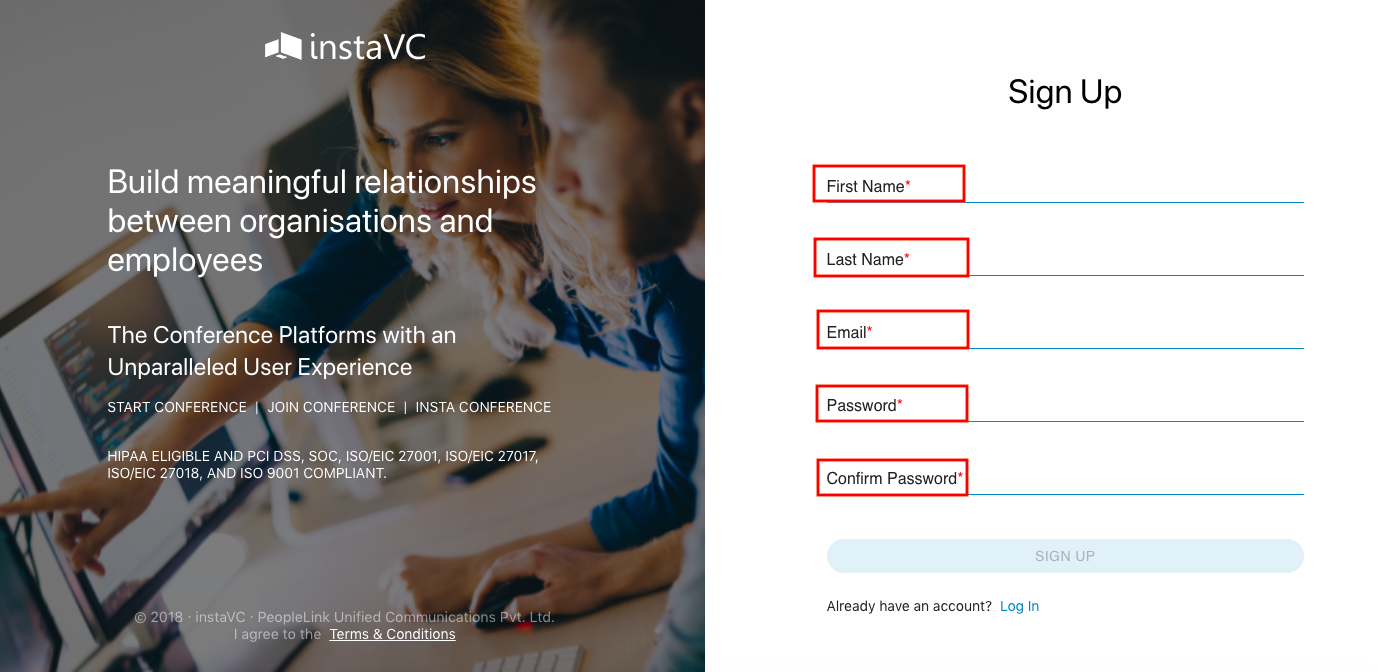 instaVC
Build meaningful relationships
between organisations and
employees
The Conference Platforms with an
Unparalleled User Experience
START CONFERENCE | JOIN CONFERENCE | INSTA CONFERENCE
HIPAA ELIGIBLE AND PCI DSS, SOC, ISO/EIC 27001, ISO/EIC 27017,
ISO/EIC 27018, AND ISO 9001 COMPLIANT.
© 2018 · instaVC · PeopleLink Unified Communications Pvt. Ltd.
I agree to the Terms & Conditions
Sign Up
First Name*
Last Name*
Email*
Password*
Confirm Password*
SIGN UP
Already have an account? Log In